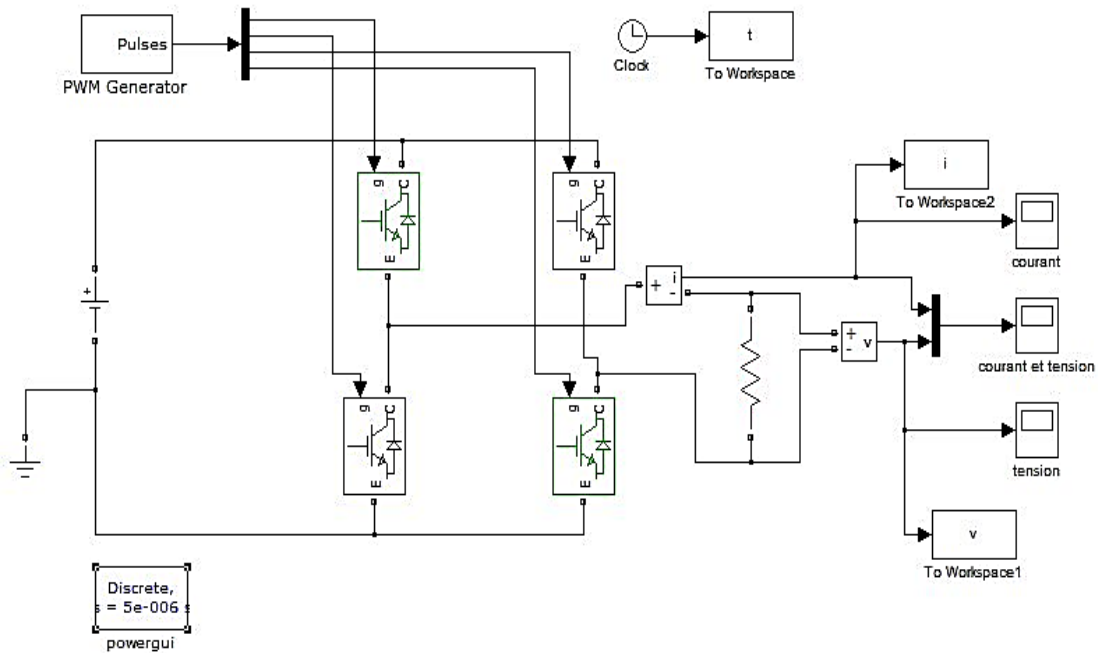 Pulses
PWM Generator
Clock
t
To Workspace
g
C
E
g
C
E
i
To Workspace2
courant
+
i
-
+
+
-
v
courant et tension
g
C
E
g
C
E
tension
v
To Workspace1
Discrete,
s = 5e-006 s
powergui